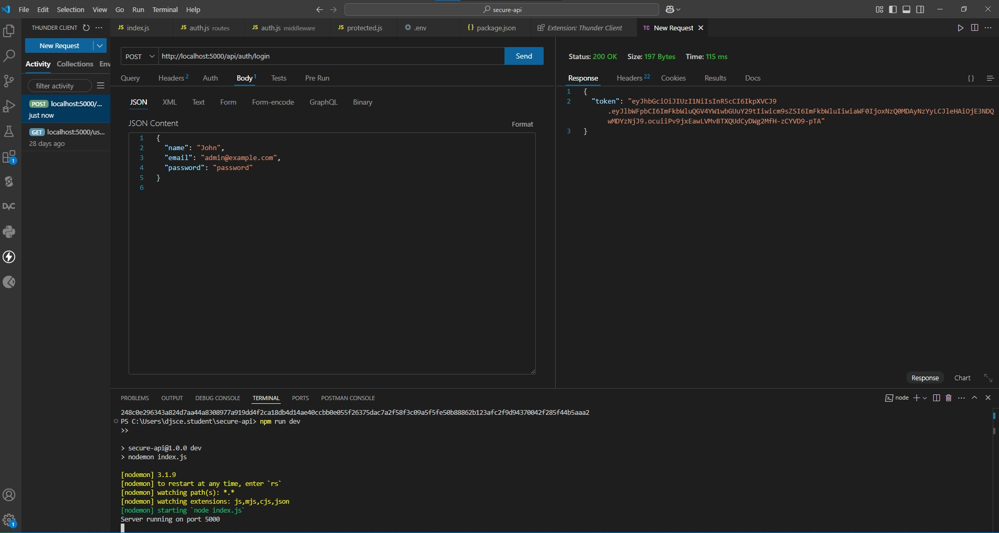 File Edit Selection View Go Run Terminal Help
secure-api
THUNDER CLIENT
JS index.js
JS auth.js routes
JS auth.js middleware
JS protected.js
.env
{} package.json
Extension: Thunder Client
TC New Request
New Request
Activity Collections Env
filter activity
POST localhost:5000/...
just now
GET localhost:5000/us...
28 days ago
1
DVC
1
POST
http://localhost:5000/api/auth/login
Send
Query Headers 2 Auth Body 1 Tests Pre Run
JSON XML Text Form Form-encode GraphQL Binary
JSON Content
Format
1 {
2 "name": "John",
3 "email": "admin@example.com",
4 "password": "password"
5 }
6
Status: 200 OK Size: 197 Bytes Time: 115 ms
Response Headers 22 Cookies Results Docs
{ }
1 {
2 "token": "eyJhbGciOiJIUzI1NiIsInR5cCI6IkpXVCJ9
.eyJlbWFpbCI6ImFkbWluQGV4YW1wbGUuY29tIiwicm9sZSI6ImFkbWluIiwiaWF0IjoxNzQ0MDAyNzYyLCJleHAiOjE3NDQ
wMDYzNjJ9.ocuiiPv9jxEawLVMvBTXQUdCyDWg2MfH-zCYVD9-pTA"
3 }
Response Chart
PROBLEMS OUTPUT DEBUG CONSOLE TERMINAL PORTS POSTMAN CONSOLE
node
248c0e296343a824d7aa44a8308977a919dd4f2ca18db4d14ae40ccbb0e055f26375dac7a2f58f3c09a5f5fe50b88862b123afc2f9d94370042f285f44b5aaa2
PS C:\Users\djsce.student\secure-api> npm run dev
>>
> secure-api@1.0.0 dev
> nodemon index.js
[nodemon] 3.1.9
[nodemon] to restart at any time, enter `rs`
[nodemon] watching path(s): *.*
[nodemon] watching extensions: js,mjs,cjs,json
[nodemon] starting `node index.js`
Server running on port 5000